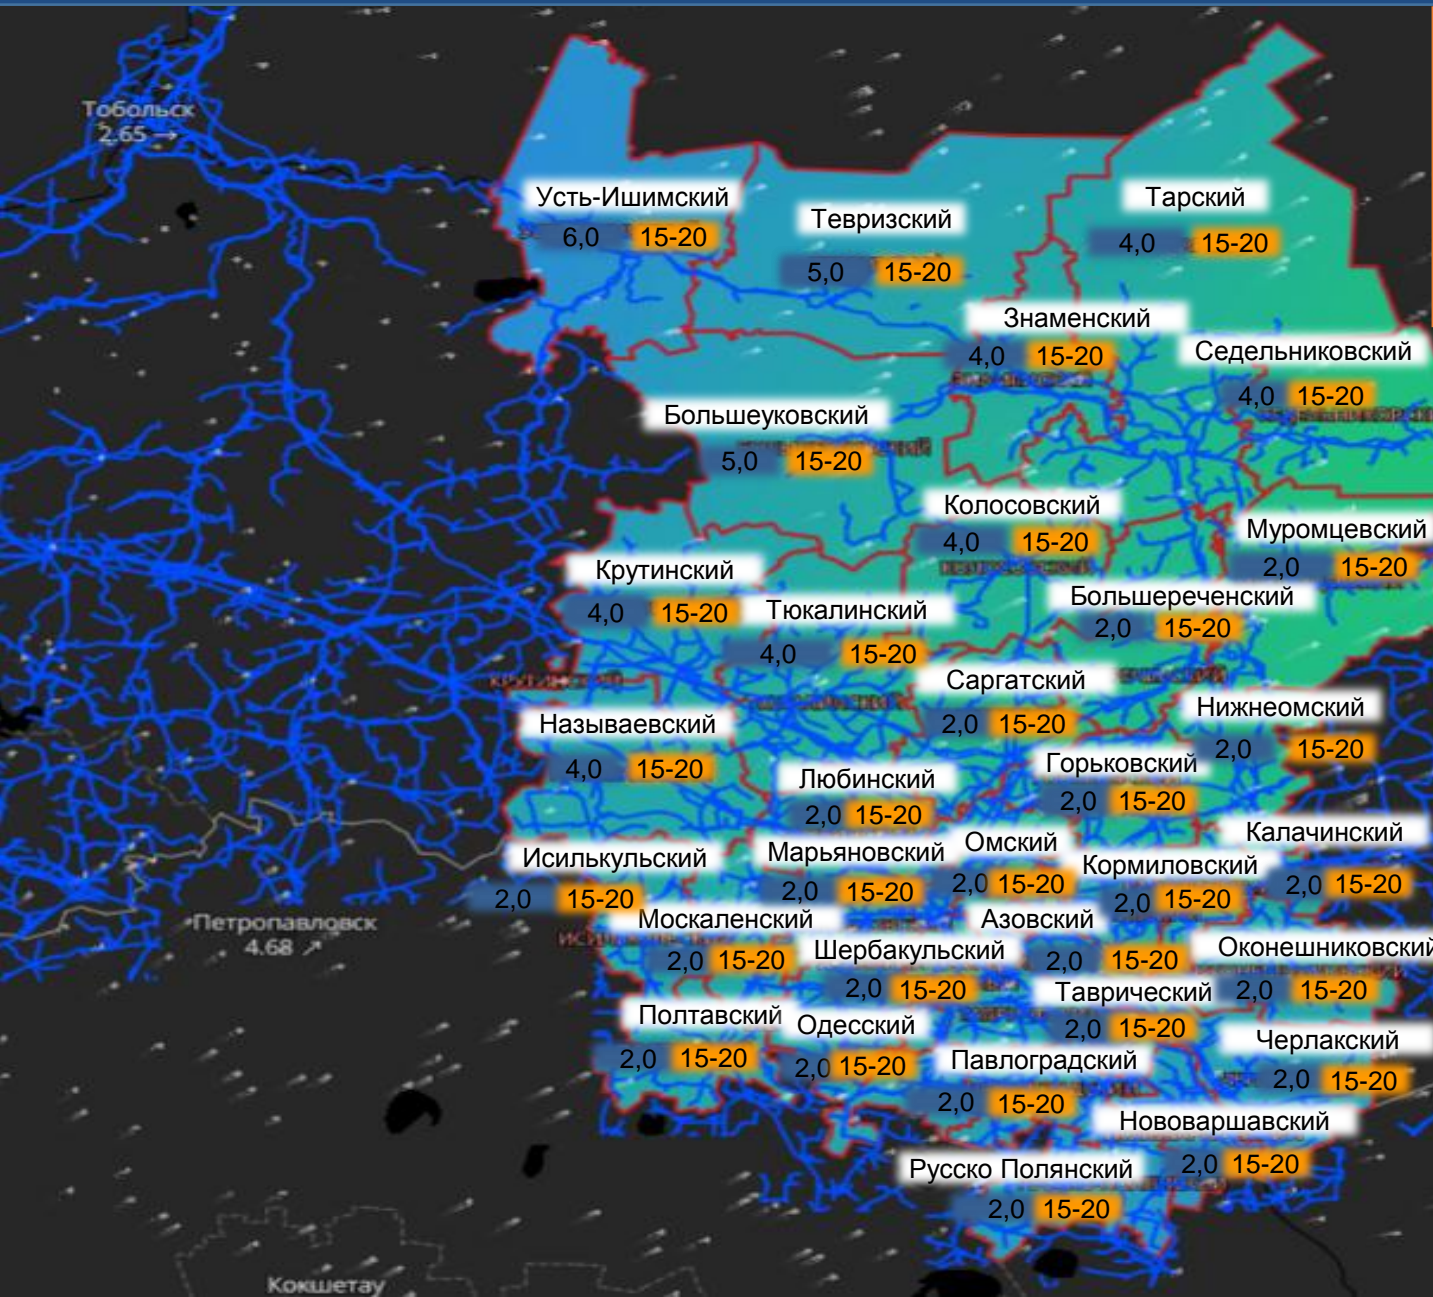 Тобольск
2.65 →
Усть-Ишимский
6,0 15-20
Тевризский
5,0 15-20
Тарский
4,0 15-20
Знаменский
4,0 15-20
Седельниковский
4,0 15-20
Большеуковский
5,0 15-20
Колосовский
4,0 15-20
Муромцевский
2,0 15-20
Крутинский
4,0 15-20
Тюкалинский
4,0 15-20
Большереченский
2,0 15-20
Саргатский
2,0 15-20
Нижнеомский
2,0 15-20
Называевский
4,0 15-20
Любинский
2,0 15-20
Горьковский
2,0 15-20
Калачинский
2,0 15-20
Исилькульский
2,0 15-20
Марьяновский
2,0 15-20
Омский
2,0 15-20
Кормиловский
2,0 15-20
Петропавловск
4.68 ↗
Москаленский
2,0 15-20
Шербакульский
2,0 15-20
Азовский
2,0 15-20
Оконешниковский
2,0 15-20
Полтавский
2,0 15-20
Одесский
2,0 15-20
Таврический
2,0 15-20
Черлакский
2,0 15-20
Павлоградский
2,0 15-20
Нововаршавский
2,0 15-20
Русско Полянский
2,0 15-20
Кокшетау